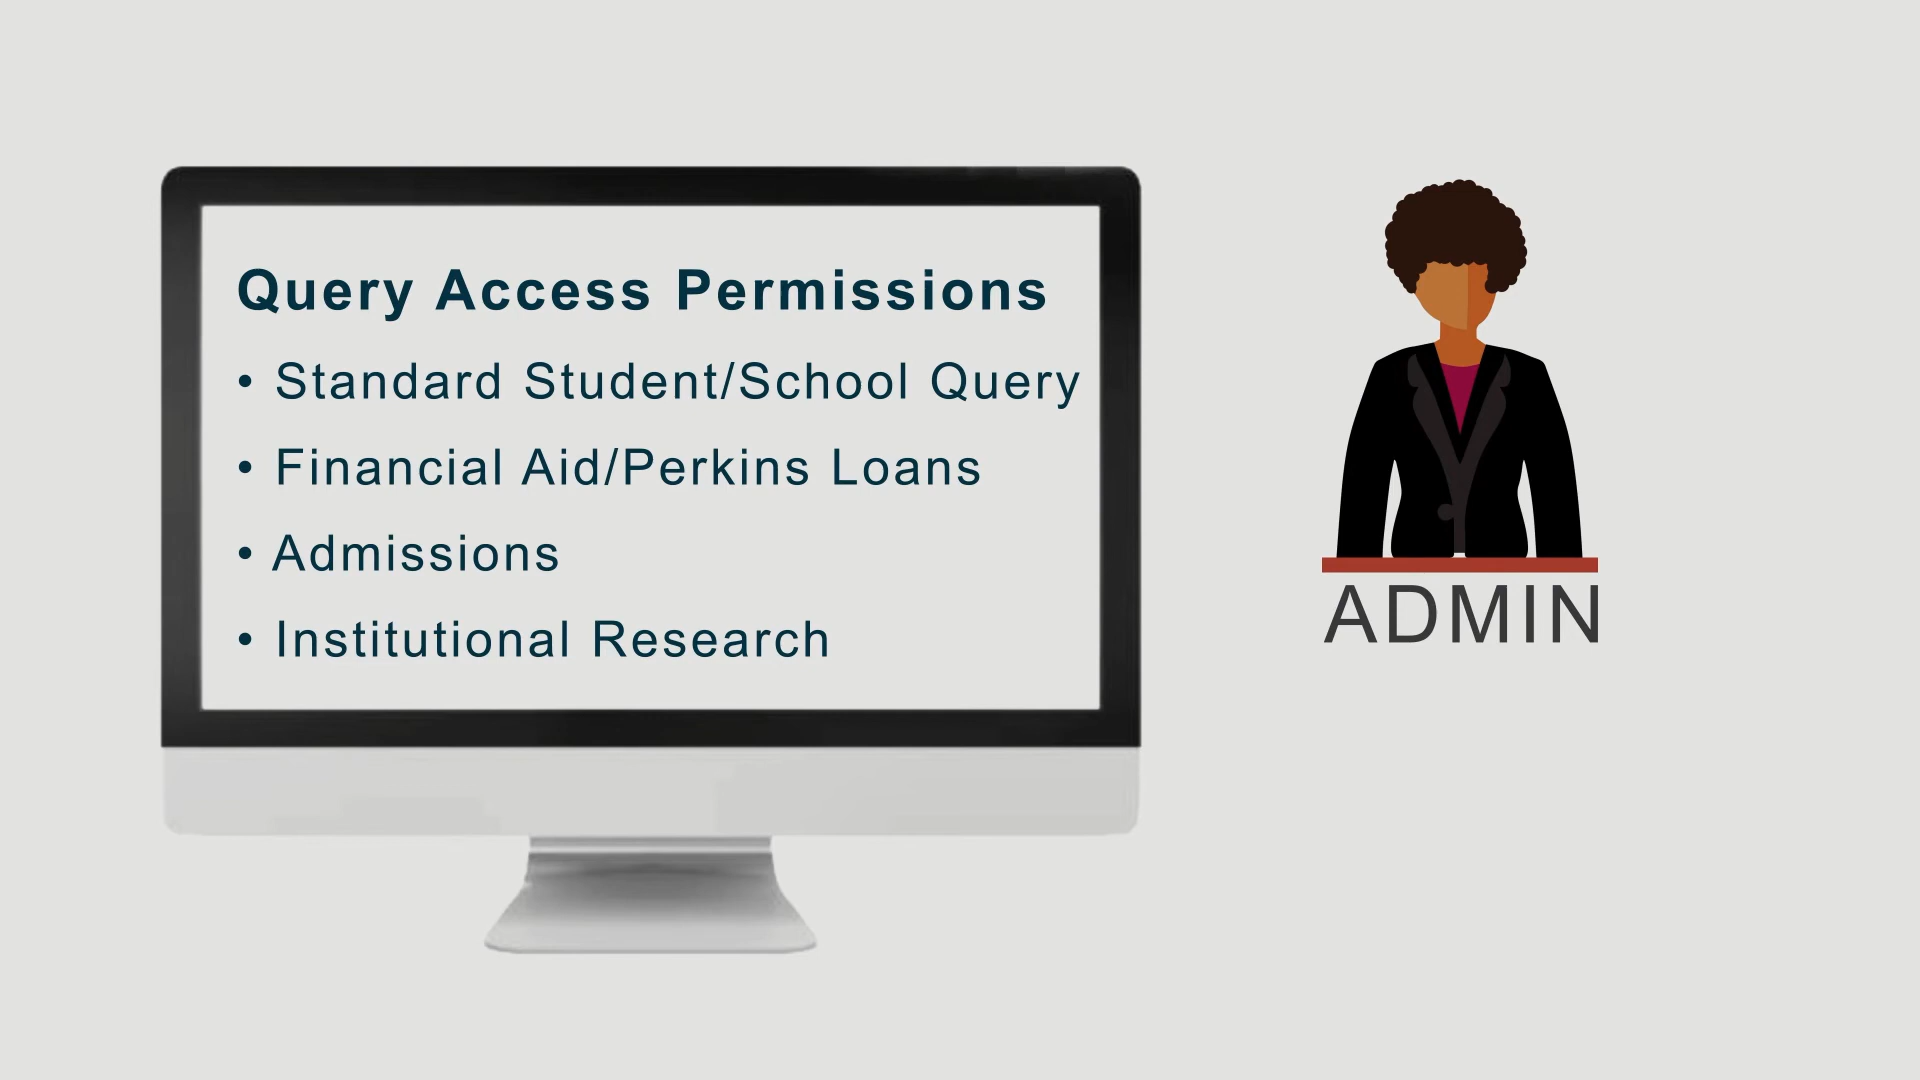 Query Access Permissions
• Standard Student/School Query
• Financial Aid/Perkins Loans
• Admissions
• Institutional Research
ADMIN